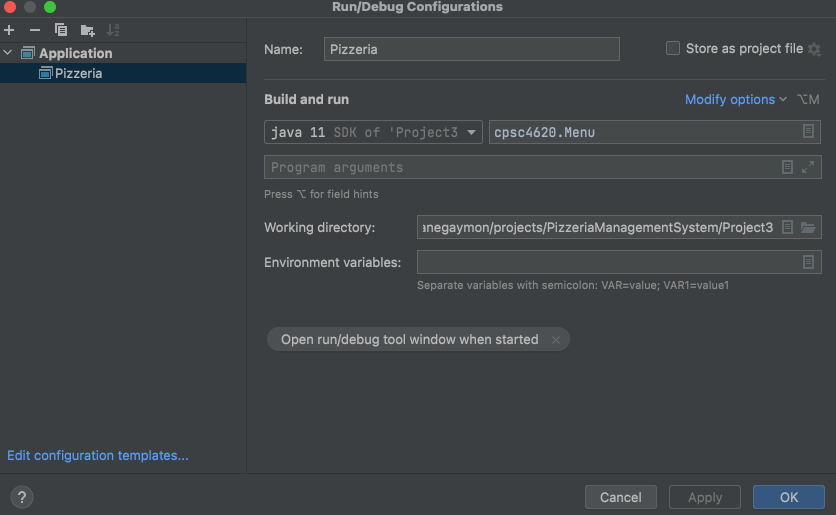 Run/Debug Configurations
Application
Pizzeria
Edit configuration templates...
Name: Pizzeria Store as project file
Build and run Modify options ⌥M
java 11 SDK of 'Project3 cpsc4620.Menu
Program arguments
Press ⌥ for field hints
Working directory: anegaymon/projects/PizzeriaManagementSystem/Project3
Environment variables:
Separate variables with semicolon: VAR=value; VAR1=value1
Open run/debug tool window when started ×
? Cancel Apply OK